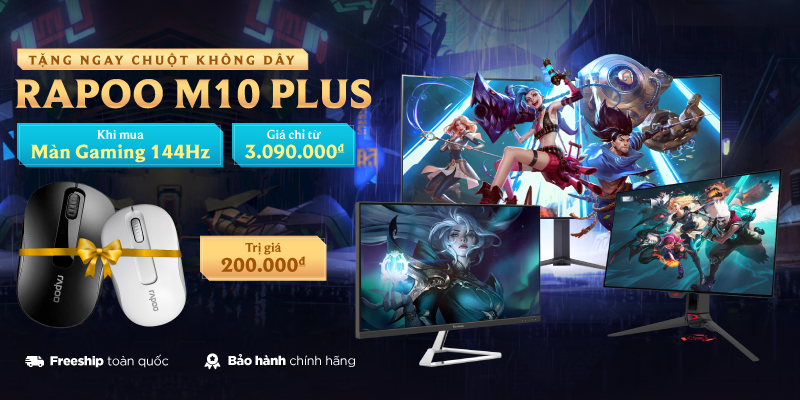 TẶNG NGAY CHUỘT KHÔNG DÂY
RAPOO M10 PLUS
Khi mua
Màn Gaming 144Hz
Giá chỉ từ
3.090.000đ
Trị giá
200.000đ
rapoo
rapoo
Freeship toàn quốc
Bảo hành chính hãng